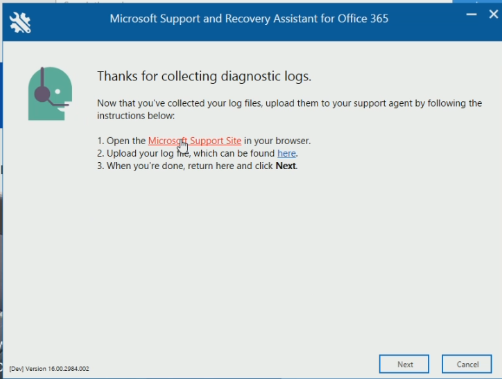 Microsoft Support and Recovery Assistant for Office 365
Thanks for collecting diagnostic logs.
Now that you've collected your log files, upload them to your support agent by following the
instructions below:
1. Open the Microsoft Support Site in your browser.
2. Upload your log file, which can be found here.
3. When you're done, return here and click Next.
[Dev] Version 16.00.2984.002
Next
Cancel